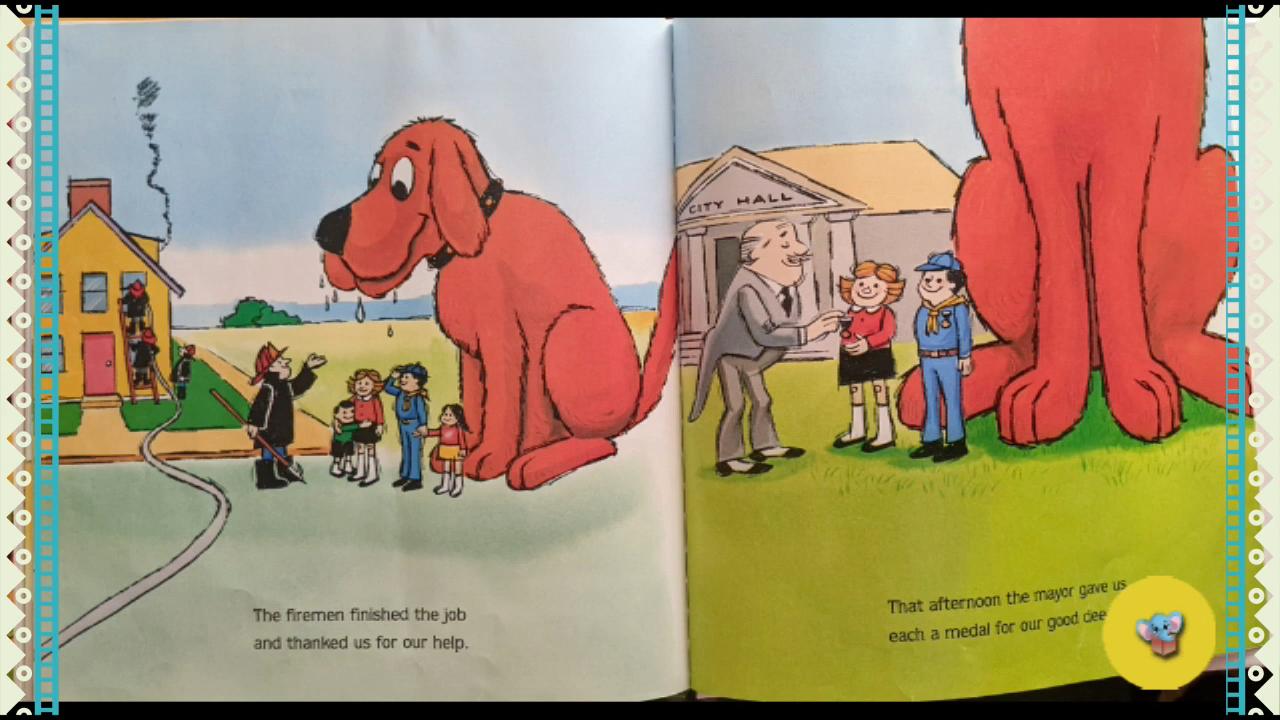 The firemen finished the job
and thanked us for our help.
CITY HALL
That afternoon the mayor gave us
each a medal for our good